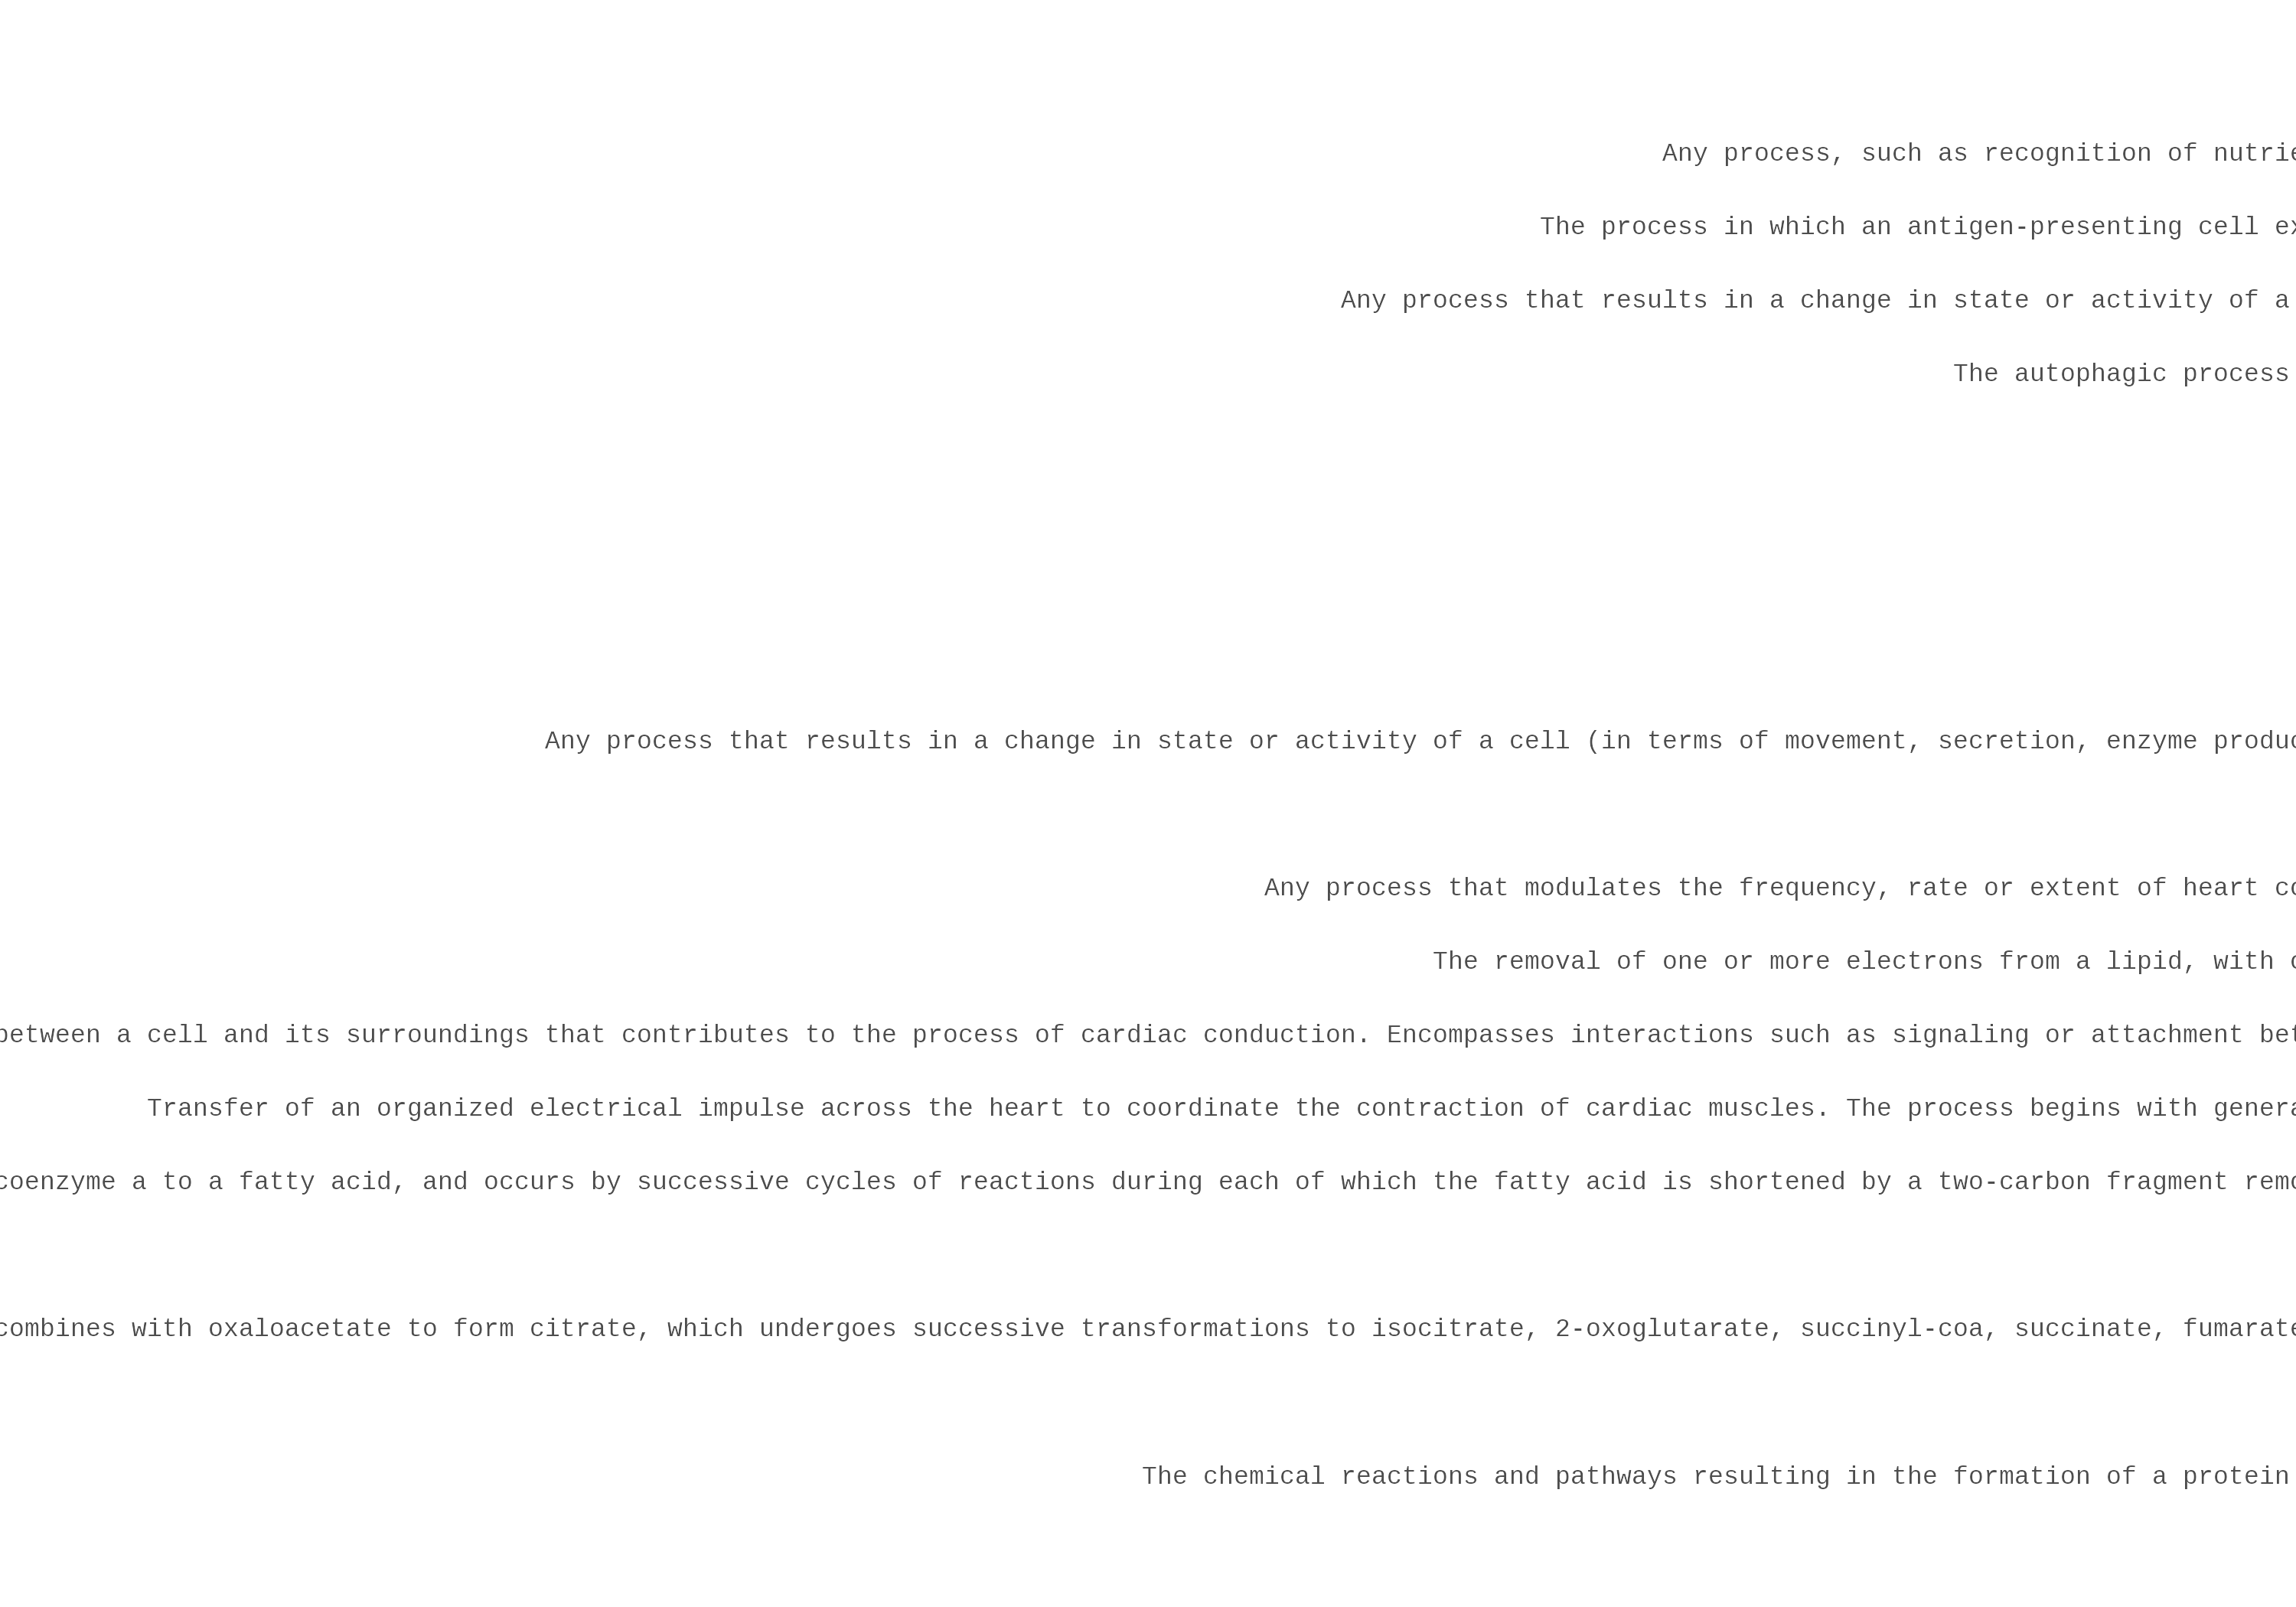 Any process, such as recognition of nutrie
The process in which an antigen-presenting cell ex
Any process that results in a change in state or activity of a
The autophagic process
Any process that results in a change in state or activity of a cell (in terms of movement, secretion, enzyme produc
Any process that modulates the frequency, rate or extent of heart co
The removal of one or more electrons from a lipid, with
between a cell and its surroundings that contributes to the process of cardiac conduction. Encompasses interactions such as signaling or attachment bet
Transfer of an organized electrical impulse across the heart to coordinate the contraction of cardiac muscles. The process begins with genera
coenzyme a to a fatty acid, and occurs by successive cycles of reactions during each of which the fatty acid is shortened by a two-carbon fragment remo
combines with oxaloacetate to form citrate, which undergoes successive transformations to isocitrate, 2-oxoglutarate, succinyl-coa, succinate, fumarate
The chemical reactions and pathways resulting in the formation of a protein